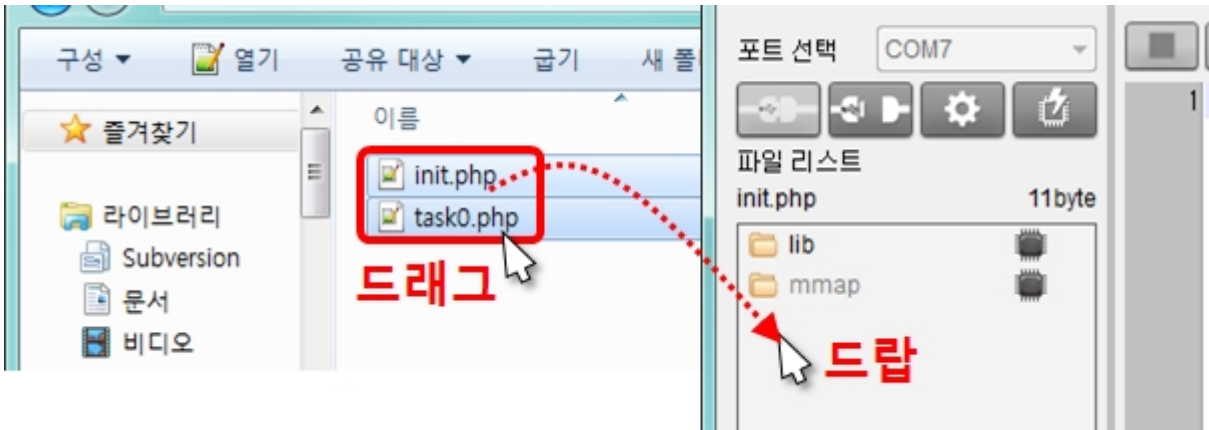 구성 열기 공유 대상 굽기 새 폴
즐겨찾기
이름
init.php
task0.php
라이브러리
Subversion
문서
비디오
드래그
포트 선택 COM7
파일 리스트
init.php 11byte
lib
mmap
드랍
1